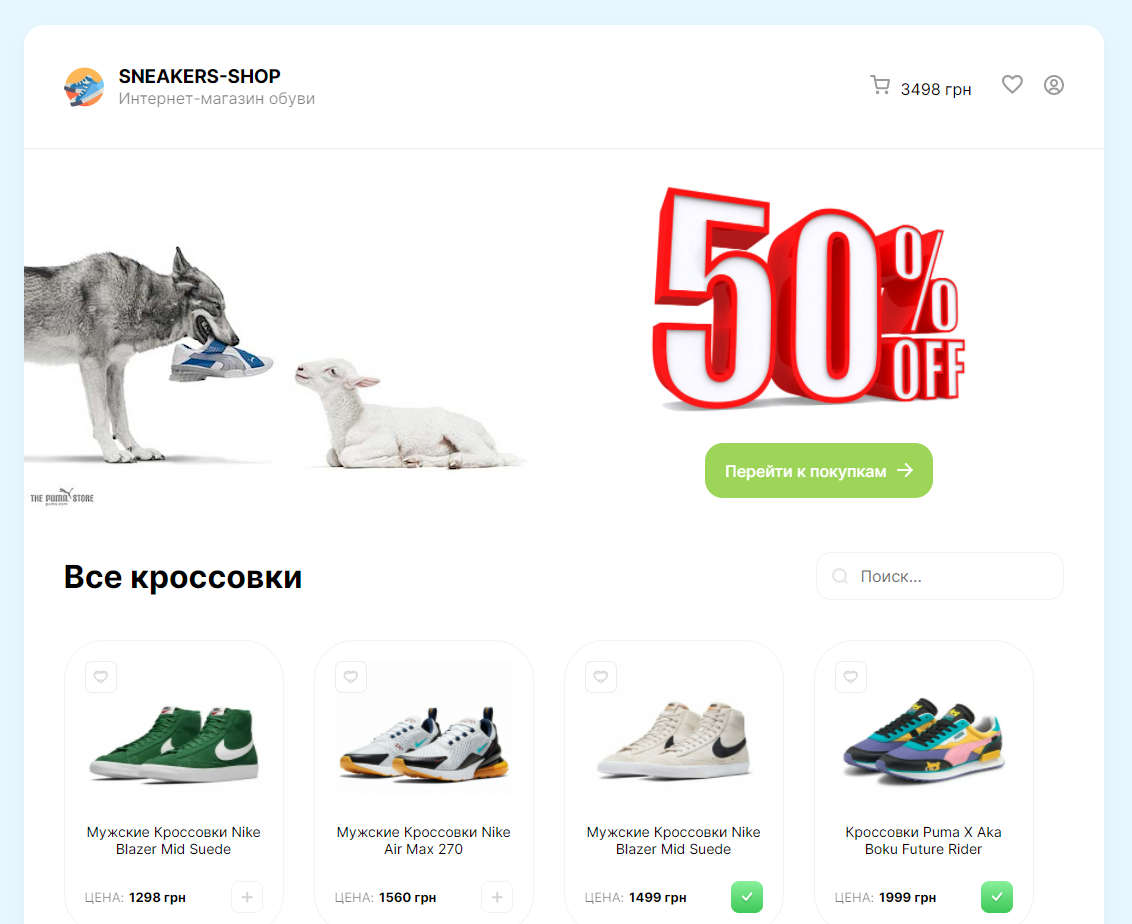 SNEAKERS-SHOP
Интернет-магазин обуви
3498 грн
50% OFF
Перейти к покупкам
THE PUMA STORE
puma.com
Все кроссовки
Поиск...
Мужские Кроссовки Nike
Blazer Mid Suede
ЦЕНА: 1298 грн
Мужские Кроссовки Nike
Air Max 270
ЦЕНА: 1560 грн
Мужские Кроссовки Nike
Blazer Mid Suede
ЦЕНА: 1499 грн
Кроссовки Puma X Aka
Boku Future Rider
ЦЕНА: 1999 грн